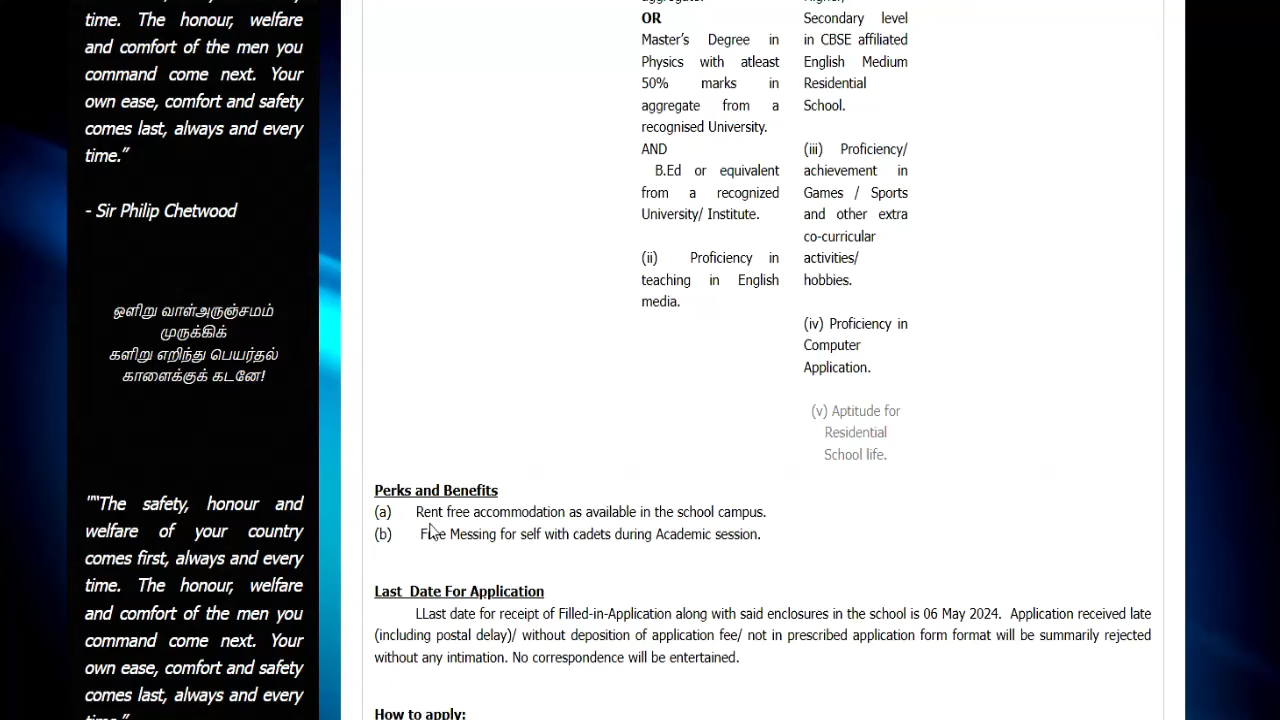 time. The honour, welfare
and comfort of the men you
command come next. Your
own ease, comfort and safety
comes last, always and every
time.”
- Sir Philip Chetwood
ஒளிறு வாள்அருஞ்சமம்
முருக்கிக்
களிறு எறிந்து பெயர்தல்
காளைக்குக் கடனே!
"“The safety, honour and
welfare of your country
comes first, always and every
time. The honour, welfare
and comfort of the men you
command come next. Your
own ease, comfort and safety
comes last, always and every
time.”
OR
Master’s Degree in
Physics with atleast
50% marks in
aggregate from a
recognised University.
AND
B.Ed or equivalent
from a recognized
University/ Institute.
(ii) Proficiency in
teaching in English
media.
Secondary level
in CBSE affiliated
English Medium
Residential
School.
(iii) Proficiency/
achievement in
Games / Sports
and other extra
co-curricular
activities/
hobbies.
(iv) Proficiency in
Computer
Application.
(v) Aptitude for
Residential
School life.
Perks and Benefits
(a) Rent free accommodation as available in the school campus.
(b) Free Messing for self with cadets during Academic session.
Last Date For Application
LLast date for receipt of Filled-in-Application along with said enclosures in the school is 06 May 2024. Application received late
(including postal delay)/ without deposition of application fee/ not in prescribed application form format will be summarily rejected
without any intimation. No correspondence will be entertained.
How to apply: